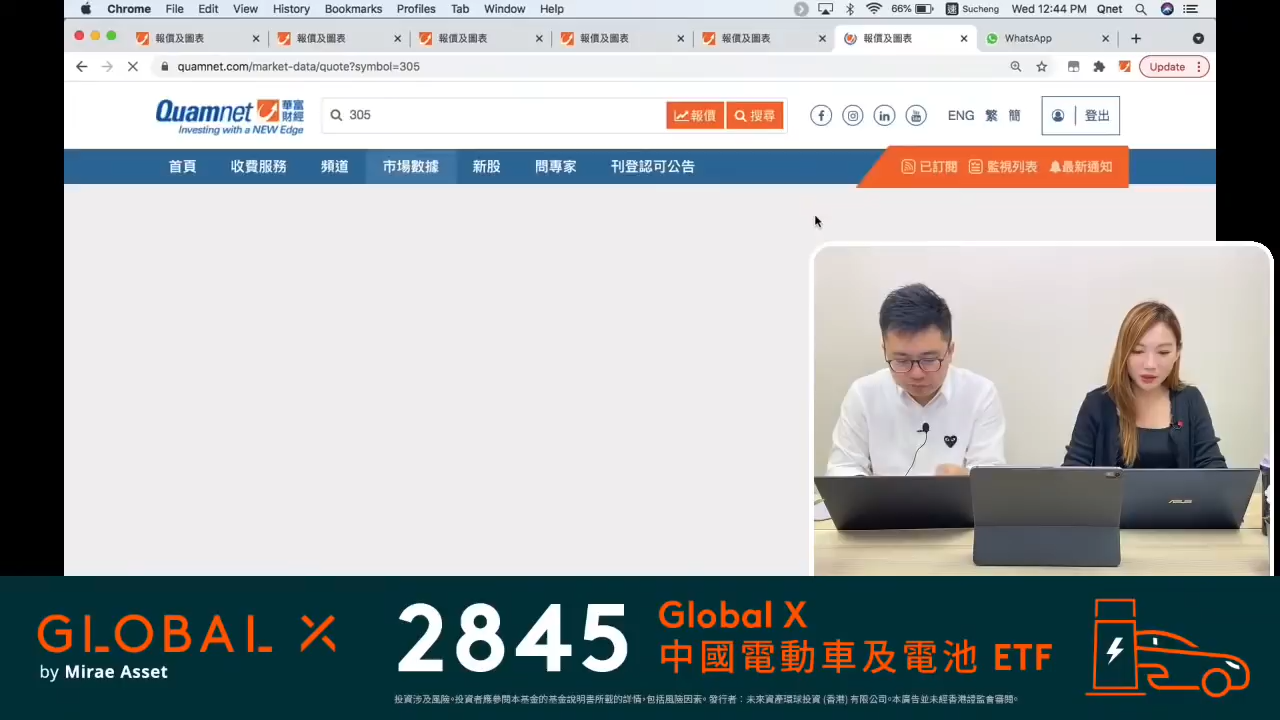 Chrome File Edit View History Bookmarks Profiles Tab Window Help
66% 速 Sucheng Wed 12:44 PM Qnet
報價及圖表 報價及圖表 報價及圖表 報價及圖表 報價及圖表 報價及圖表 WhatsApp
quamnet.com/market-data/quote?symbol=305 Update
Quamnet 華富財經
Investing with a NEW Edge
305 報價 搜尋 ENG 繁 簡 登出
首頁 收費服務 頻道 市場數據 新股 問專家 刊登認可公告 已訂閱 監視列表 最新通知
ASUS
GLOBAL X
by Mirae Asset
2845
Global X
中國電動車及電池 ETF
投資涉及風險。投資者應參閱本基金的基金說明書所載的詳情，包括風險因素。發行者：未來資產環球投資 (香港) 有限公司。本廣告並未經香港證監會審閱。